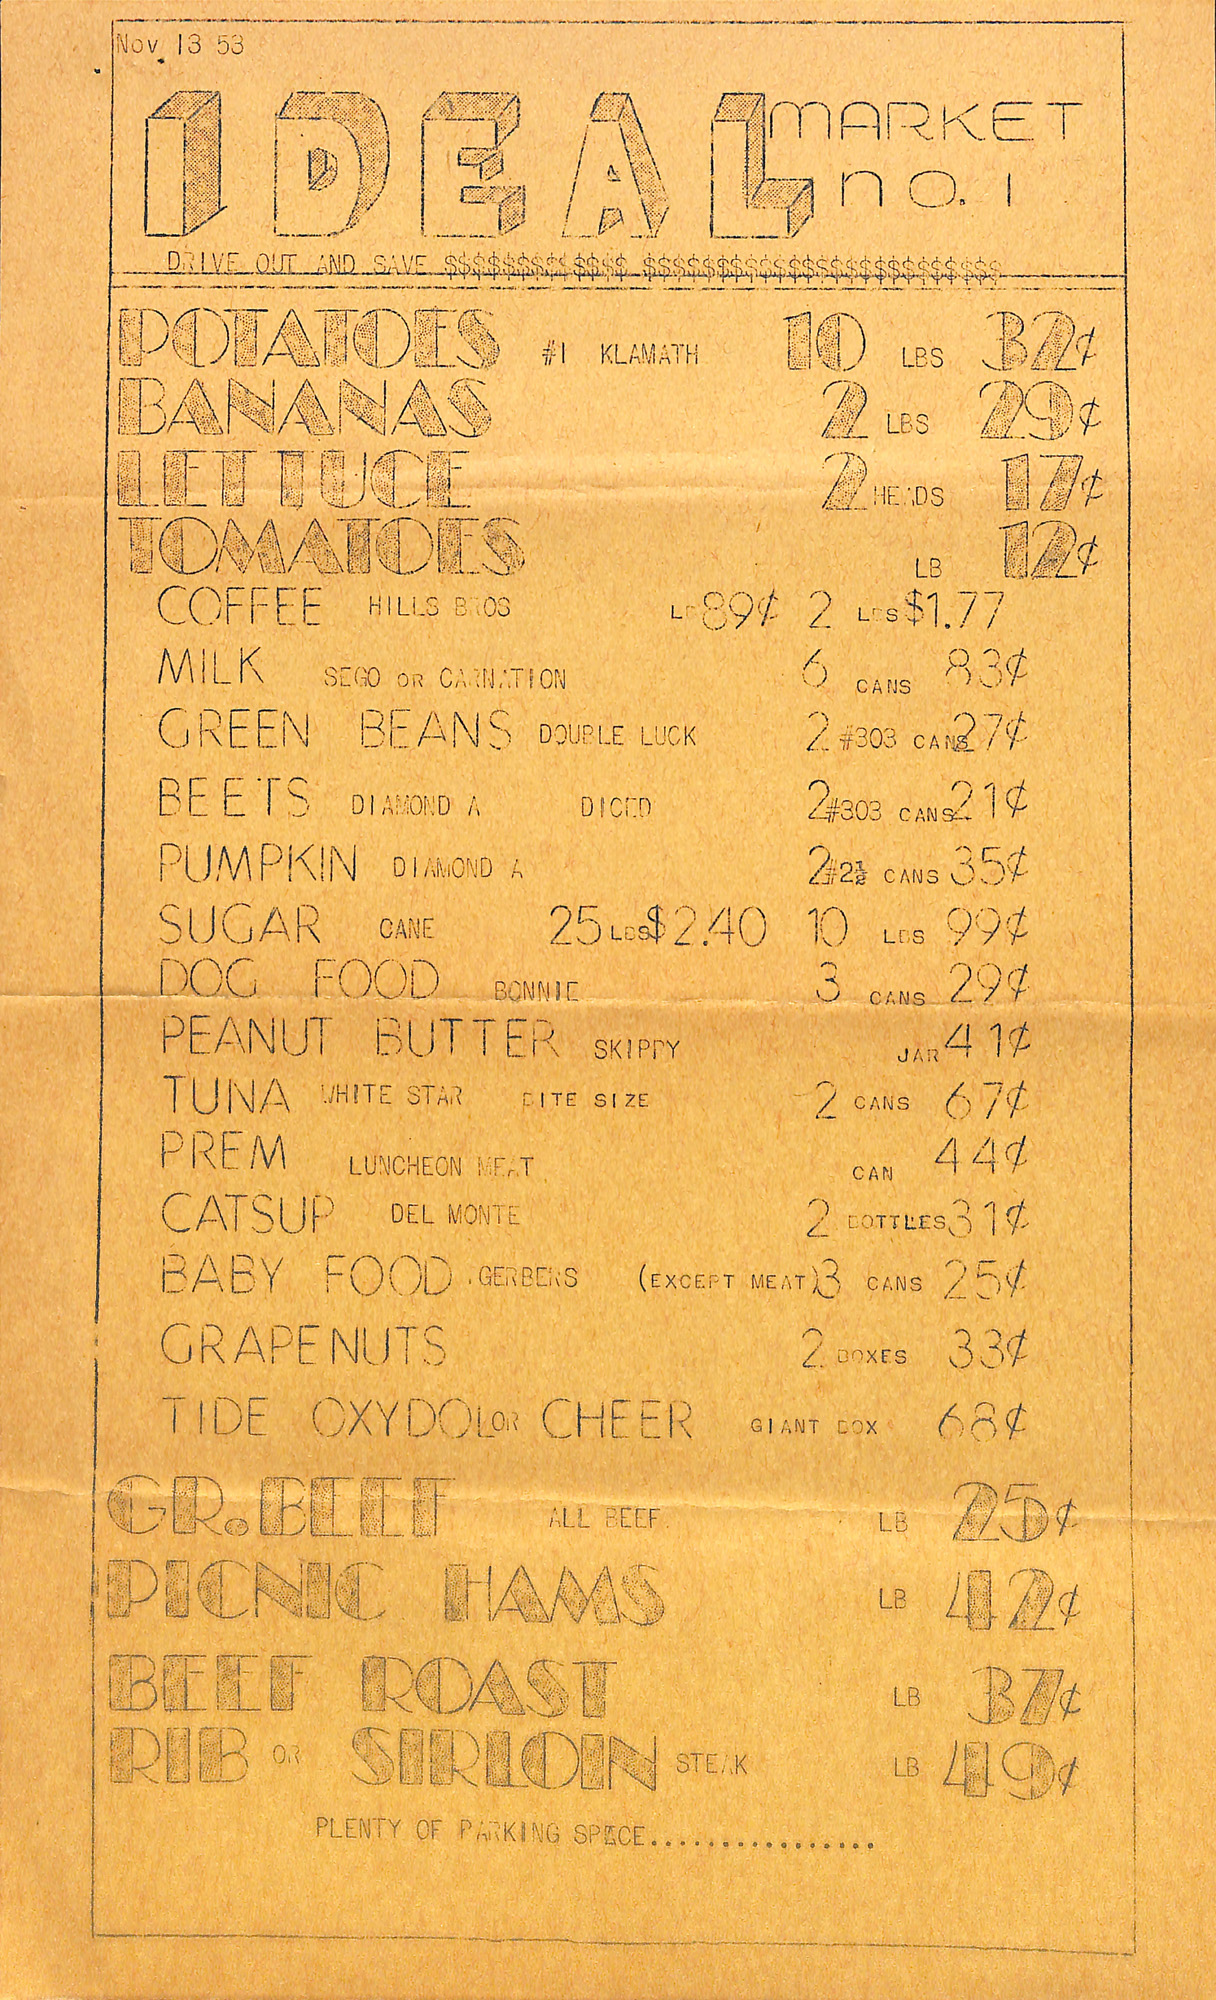 Nov. 13 53
IDEAL MARKET
no. 1
DRIVE OUT AND SAVE $$$$$$$$$$$$$ $$$$$$$$$$$$$$$$$$$$$$$$$
POTATOES #1 KLAMATH 10 LBS 32¢
BANANAS 2 LBS 29¢
LETTUCE 2 HEADS 17¢
TOMATOES LB 12¢
COFFEE HILLS BROS LB 89¢ 2 LBS $1.77
MILK SEGO OR CARNATION 6 CANS 83¢
GREEN BEANS DOUBLE LUCK 2 #303 CANS 27¢
BEETS DIAMOND A DICED 2 #303 CANS 21¢
PUMPKIN DIAMOND A 2 #2½ CANS 35¢
SUGAR CANE 25 LBS $2.40 10 LBS 99¢
DOG FOOD BONNIE 3 CANS 29¢
PEANUT BUTTER SKIPPY JAR 41¢
TUNA WHITE STAR BITE SIZE 2 CANS 67¢
PREM LUNCHEON MEAT CAN 44¢
CATSUP DEL MONTE 2 BOTTLES 31¢
BABY FOOD .GERBERS (EXCEPT MEAT) 3 CANS 25¢
GRAPENUTS 2 BOXES 33¢
TIDE OXYDOL OR CHEER GIANT BOX 68¢
GR. BEEF ALL BEEF LB 25¢
PICNIC HAMS LB 42¢
BEEF ROAST LB 37¢
RIB OR SIRLOIN STEAK LB 49¢
PLENTY OF PARKING SPECE................